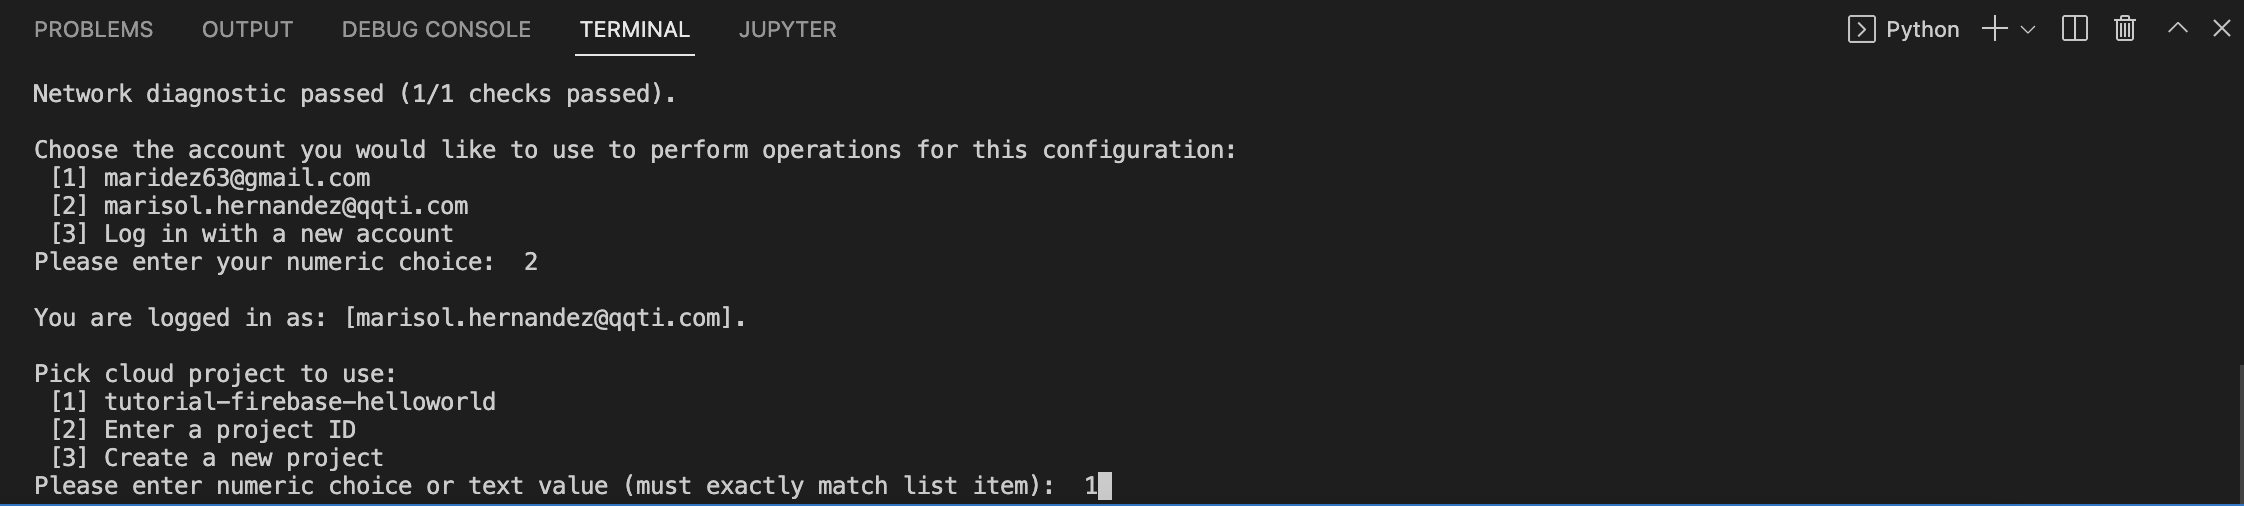 PROBLEMS OUTPUT DEBUG CONSOLE TERMINAL JUPYTER Python
Network diagnostic passed (1/1 checks passed).
Choose the account you would like to use to perform operations for this configuration:
[1] maridez63@gmail.com
[2] marisol.hernandez@qqti.com
[3] Log in with a new account
Please enter your numeric choice:  2
You are logged in as: [marisol.hernandez@qqti.com].
Pick cloud project to use:
[1] tutorial-firebase-helloworld
[2] Enter a project ID
[3] Create a new project
Please enter numeric choice or text value (must exactly match list item):  1